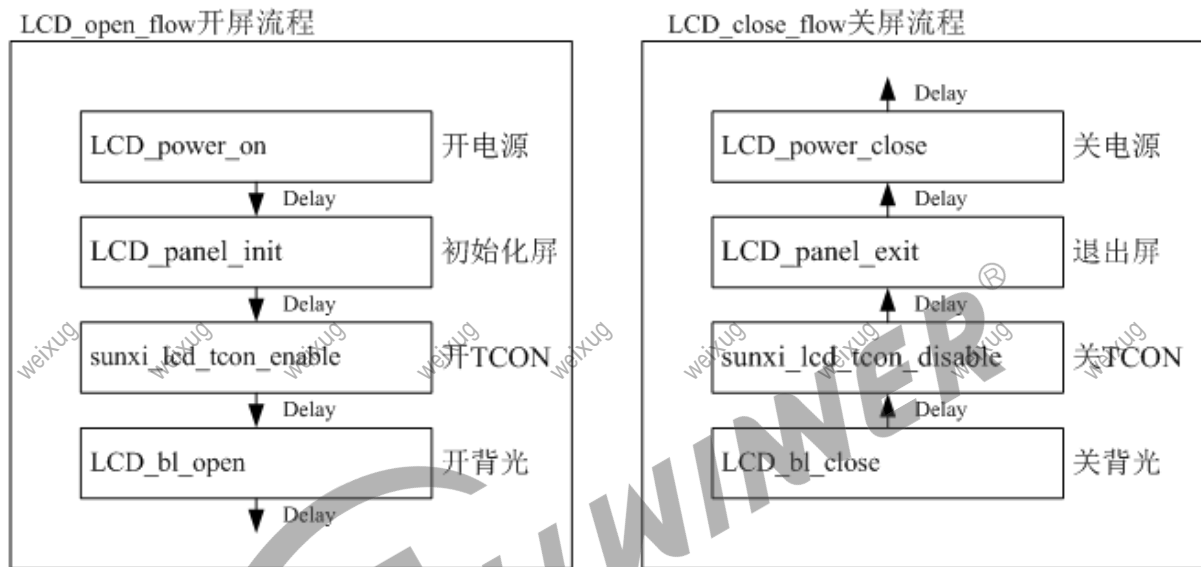 LCD_open_flow开屏流程
LCD_power_on 开电源
Delay
LCD_panel_init 初始化屏
Delay
sunxi_lcd_tcon_enable 开TCON
Delay
LCD_bl_open 开背光
Delay
LCD_close_flow关屏流程
Delay
LCD_power_close 关电源
Delay
LCD_panel_exit 退出屏
Delay
sunxi_lcd_tcon_disable 关TCON
Delay
LCD_bl_close 关背光
weixug weixug weixug weixug weixug weixug weixug weixug weixug
WINNER®